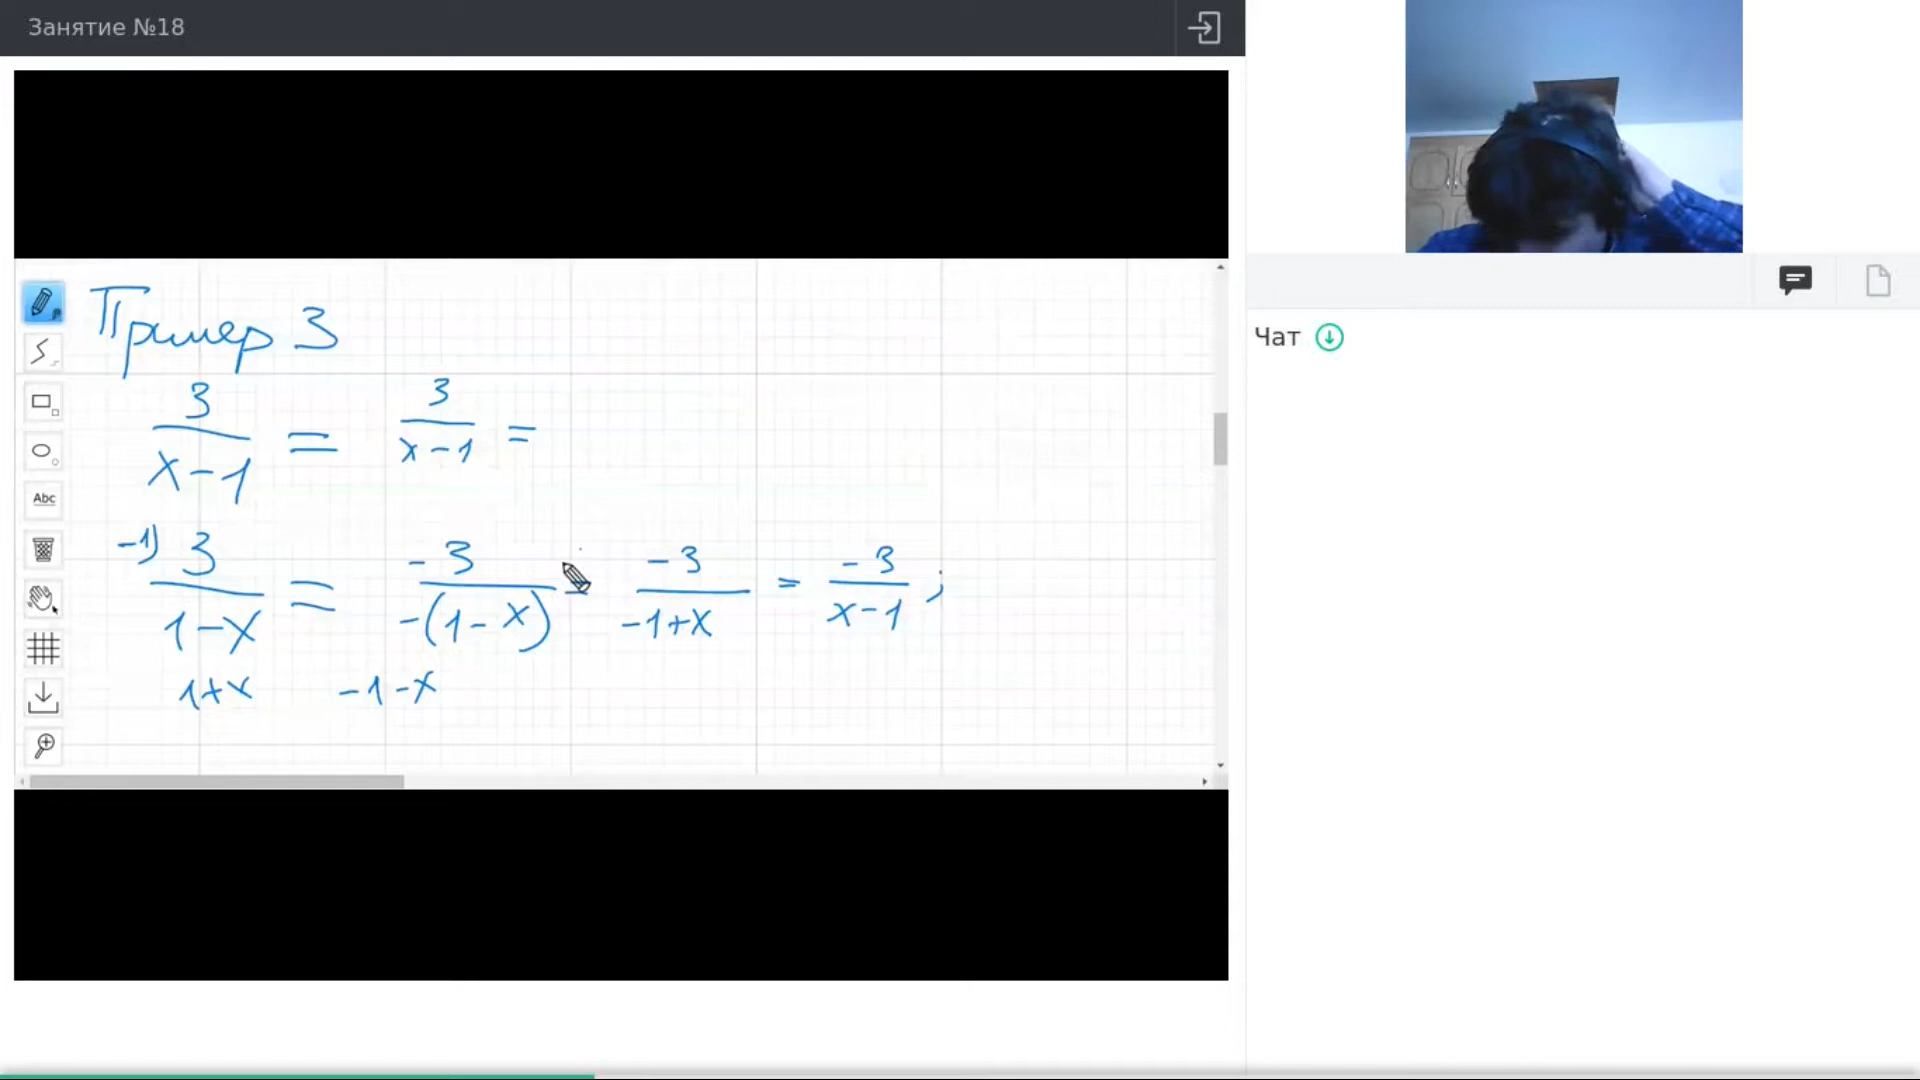 Занятие №18
Пример 3
3/(x-1) = 3/(x-1) =
-1) 3/(1-x) = -3/(-(1-x)) = -3/(-1+x) = -3/(x-1) ;
1+x -1-x
Abc
Чат